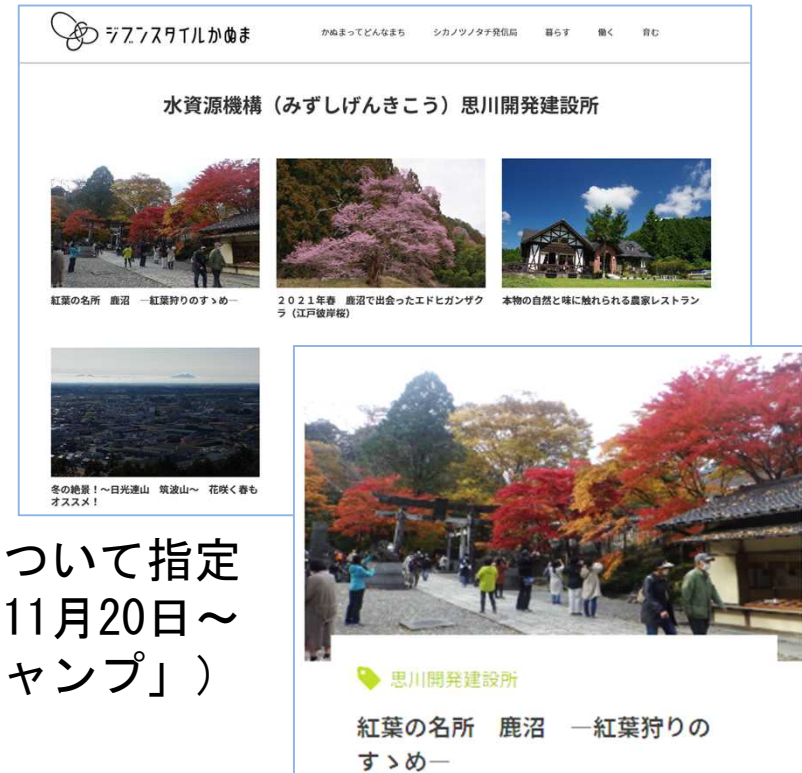 ジブンスタイルかぬま
かぬまってどんなまち シカノツノタチ発信局 暮らす 働く 育む
水資源機構（みずしげんきこう）思川開発建設所
紅葉の名所 鹿沼 ―紅葉狩りのすゝめ―
２０２１年春 鹿沼で出会ったエドヒガンザク
ラ（江戸彼岸桜）
本物の自然と味に触れられる農家レストラン
冬の絶景！～日光連山 筑波山～ 花咲く春も
オススメ！
ついて指定
11月20日～
ャンプ」）
思川開発建設所
紅葉の名所 鹿沼 ―紅葉狩りの
すゝめ―